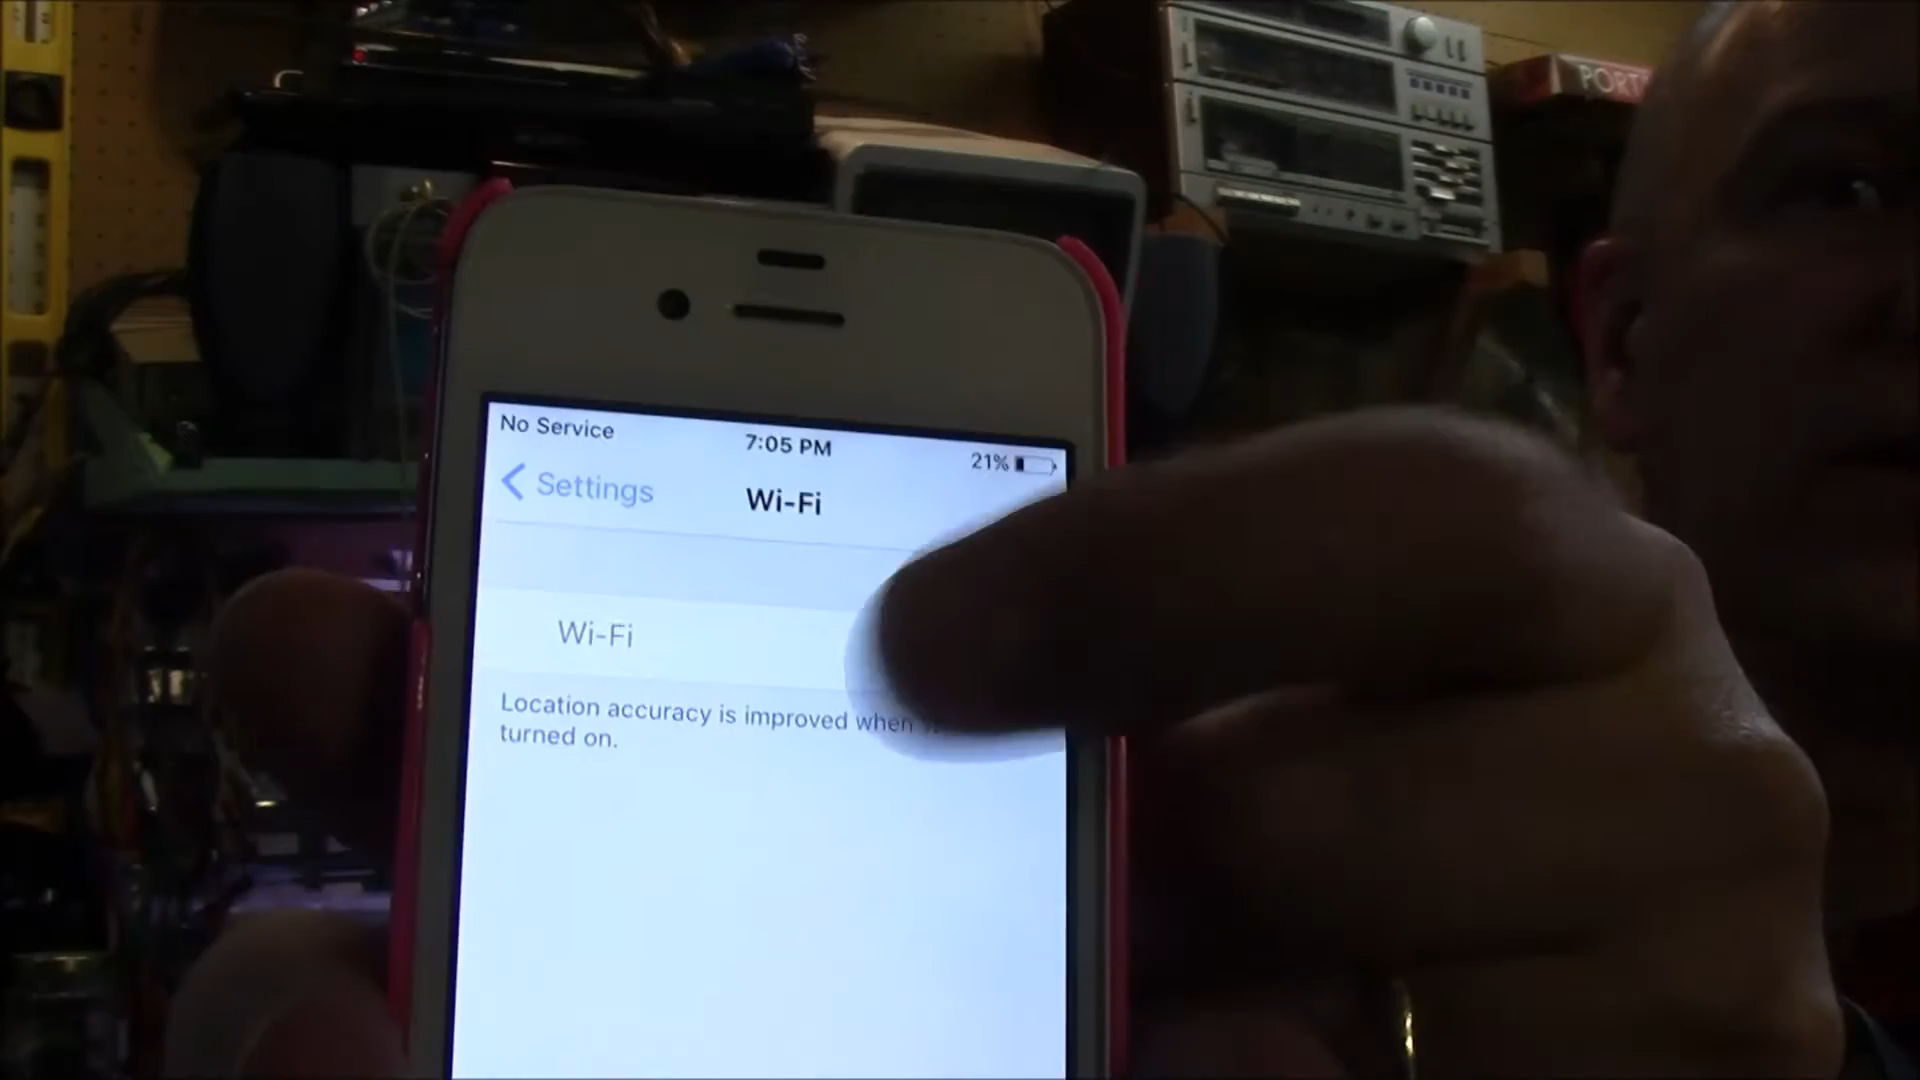 PORT
No Service
7:05 PM
21%
Settings
Wi-Fi
Wi-Fi
Location accuracy is improved when
turned on.